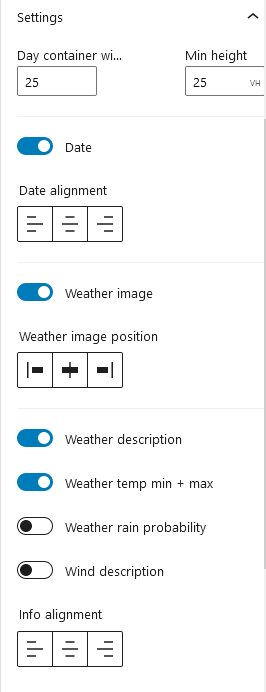 Settings
Day container wi... Min height
25 25 VH
Date
Date alignment
Weather image
Weather image position
Weather description
Weather temp min + max
Weather rain probability
Wind description
Info alignment